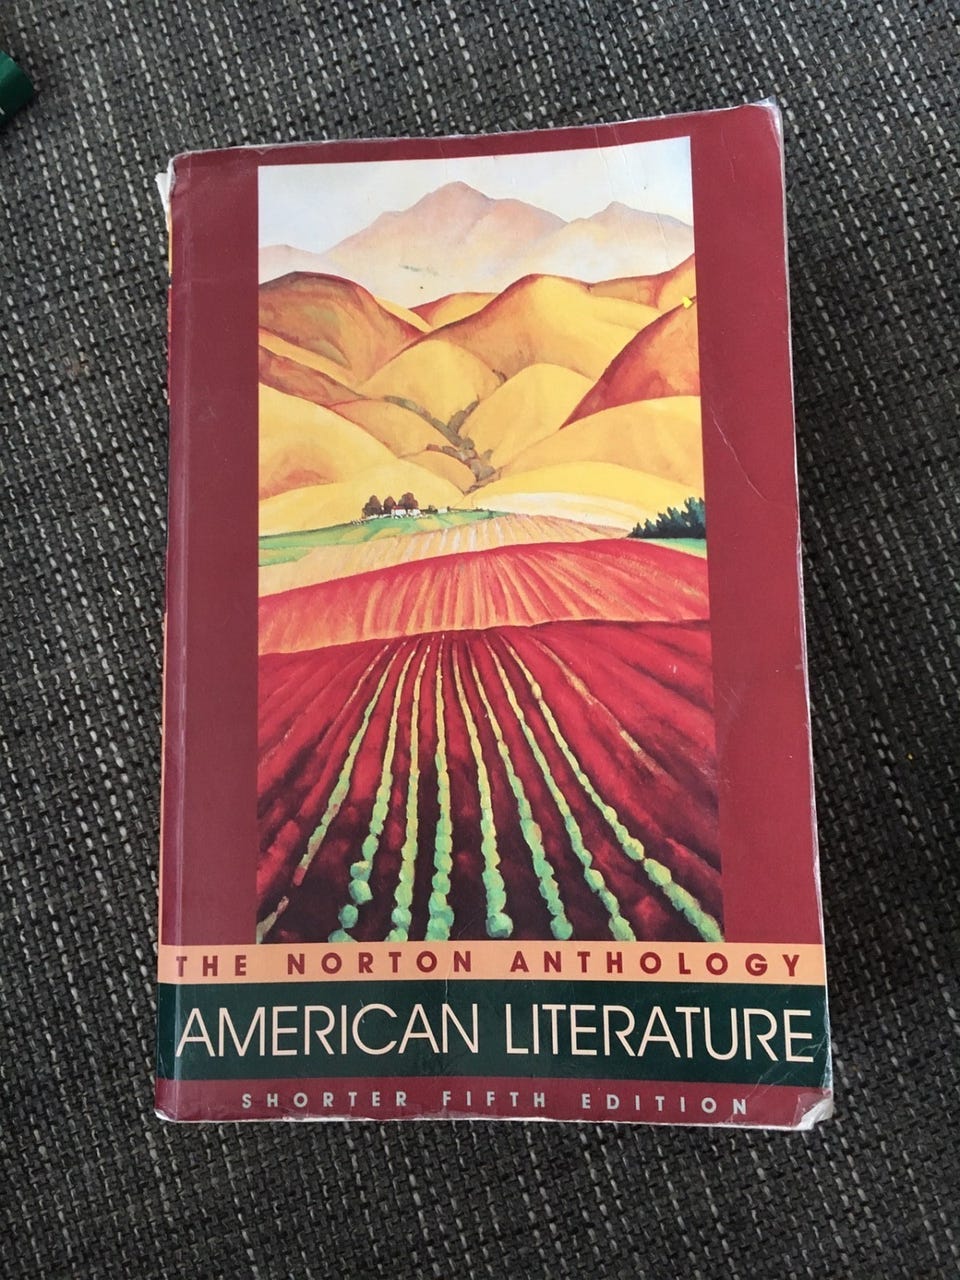 THE NORTON ANTHOLOGY
AMERICAN LITERATURE
SHORTER FIFTH EDITION